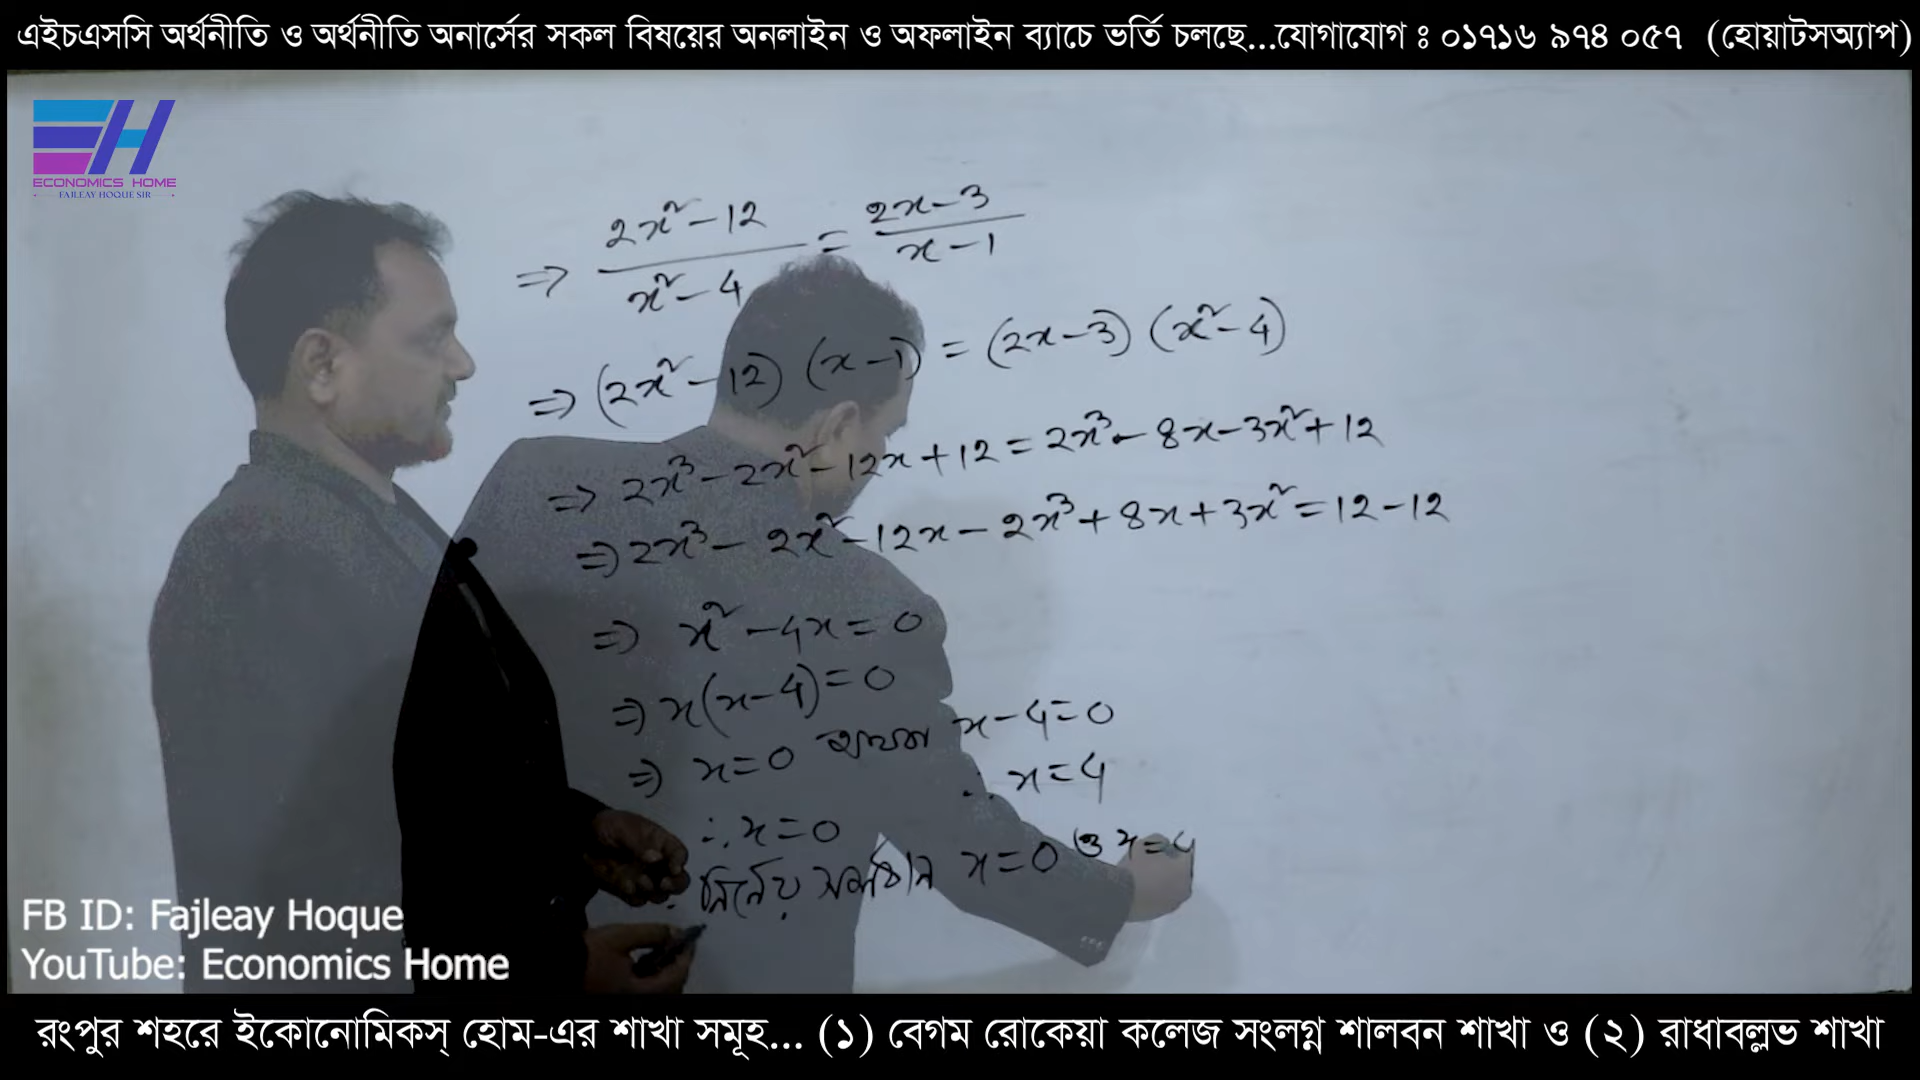 এইচএসসি অর্থনীতি ও অর্থনীতি অনার্সের সকল বিষয়ের অনলাইন ও অফলাইন ব্যাচে ভর্তি চলছে...যোগাযোগ ঃ ০১৭১৬ ৯৭৪ ০৫৭ (হোয়াটসঅ্যাপ)
EH
ECONOMICS HOME
FAJLEAY HOQUE SIR
⇒ (2x²-12)/(x²-4) = (2x-3)/(x-1)
⇒ (2x²-12) (x-1) = (2x-3) (x²-4)
⇒ 2x³-2x²-12x+12 = 2x³-8x-3x²+12
⇒ 2x³-2x²-12x-2x³+8x+3x² = 12-12
⇒ x²-4x=0
⇒ x(x-4)=0
⇒ x=0 অথবা x-4=0
∴ x=0 ∴ x=4
নির্ণেয় সমাধান x=0 ও x=4
FB ID: Fajleay Hoque
YouTube: Economics Home
রংপুর শহরে ইকোনোমিকস্ হোম-এর শাখা সমূহ... (১) বেগম রোকেয়া কলেজ সংলগ্ন শালবন শাখা ও (২) রাধাবল্লভ শাখা